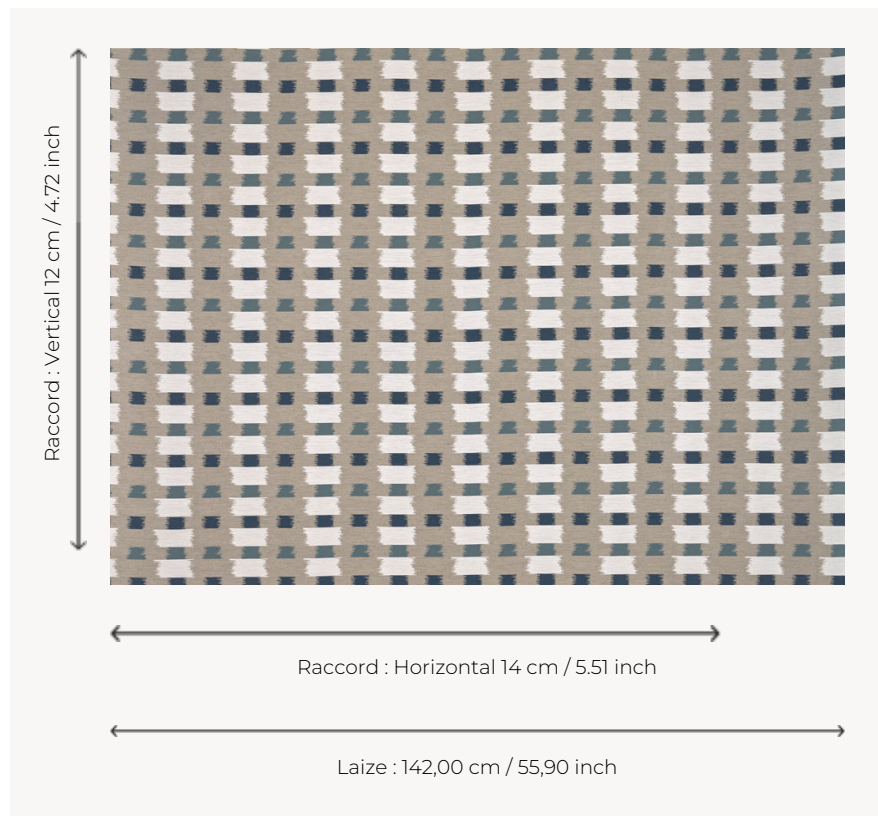 Raccord : Vertical 12 cm / 4.72 inch
Raccord : Horizontal 14 cm / 5.51 inch
Laize : 142,00 cm / 55,90 inch